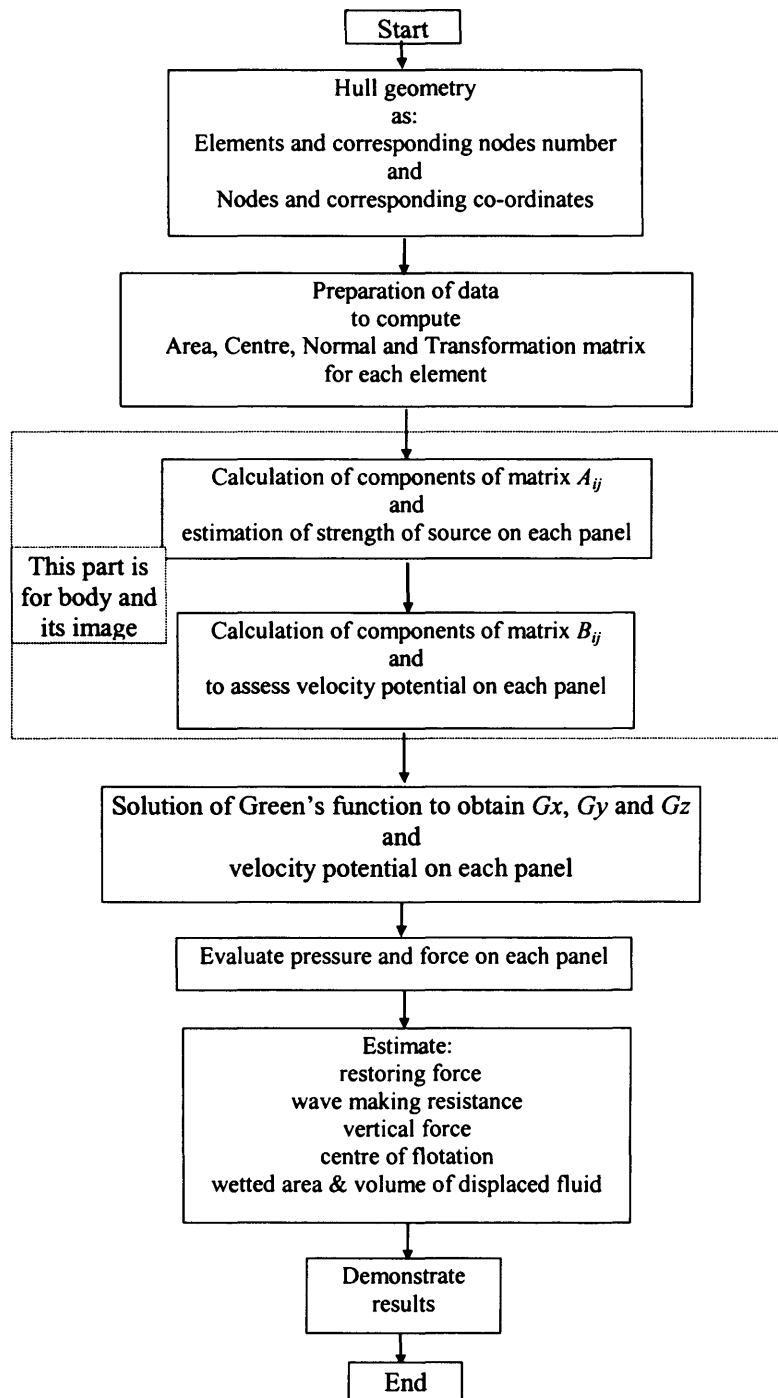 Start
Hull geometry
as:
Elements and corresponding nodes number
and
Nodes and corresponding co-ordinates
Preparation of data
to compute
Area, Centre, Normal and Transformation matrix
for each element
Calculation of components of matrix Aij
and
estimation of strength of source on each panel
This part is
for body and
its image
Calculation of components of matrix Bij
and
to assess velocity potential on each panel
Solution of Green's function to obtain Gx, Gy and Gz
and
velocity potential on each panel
Evaluate pressure and force on each panel
Estimate:
restoring force
wave making resistance
vertical force
centre of flotation
wetted area & volume of displaced fluid
Demonstrate
results
End